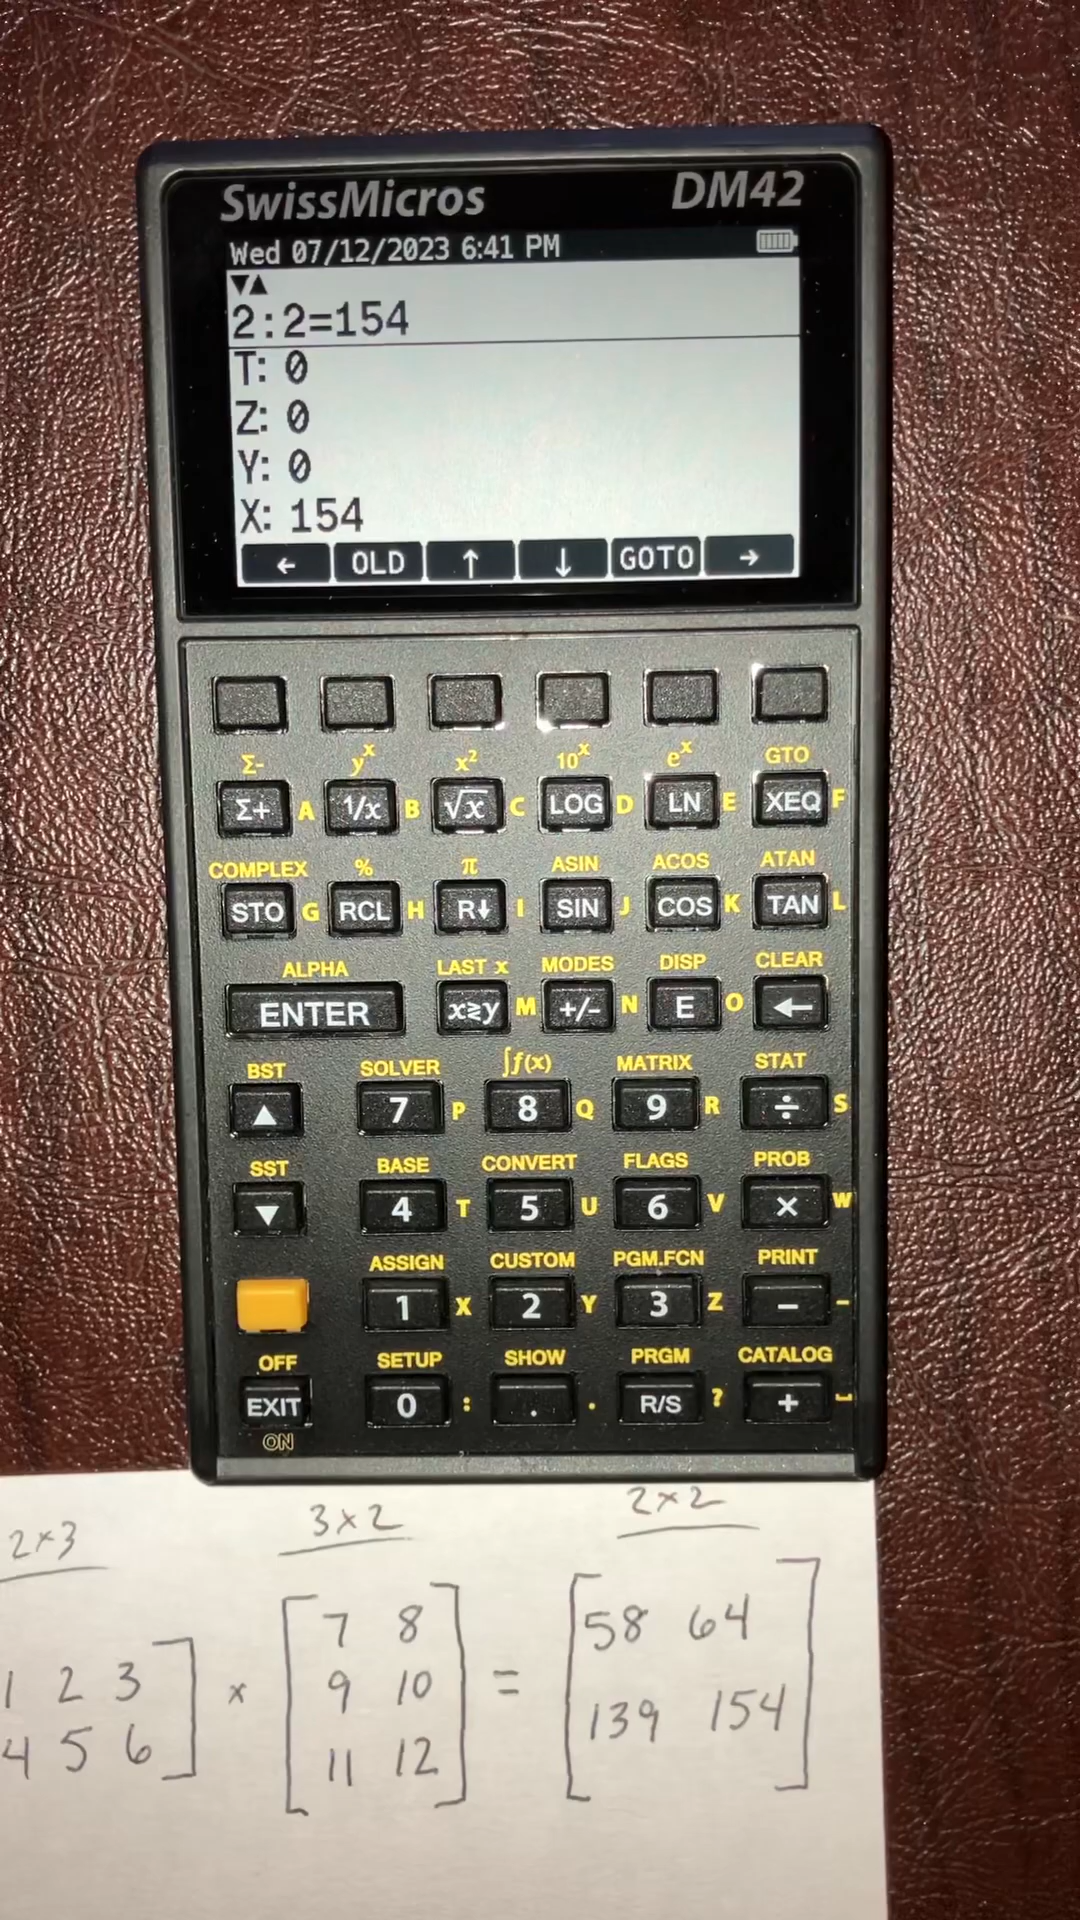 SwissMicros DM42
Wed 07/12/2023 6:41 PM
▼▲
2:2=154
T: 0
Z: 0
Y: 0
X: 154
← OLD ↑ ↓ GOTO →
Σ- yˣ x² 10ˣ eˣ GTO
Σ+ A 1/x B √x C LOG D LN E XEQ F
COMPLEX % π ASIN ACOS ATAN
STO G RCL H R↓ I SIN J COS K TAN L
ALPHA LAST x MODES DISP CLEAR
ENTER x≷y M +/- N E O ←
BST SOLVER ∫f(x) MATRIX STAT
▲ 7 P 8 Q 9 R ÷ S
SST BASE CONVERT FLAGS PROB
▼ 4 T 5 U 6 V × W
ASSIGN CUSTOM PGM.FCN PRINT
1 X 2 Y 3 Z − -
OFF SETUP SHOW PRGM CATALOG
EXIT 0 : . . R/S ? + ␣
ON
2×3 3×2 2×2
7 8 58 64
1 2 3 × 9 10 =
4 5 6 11 12 139 154